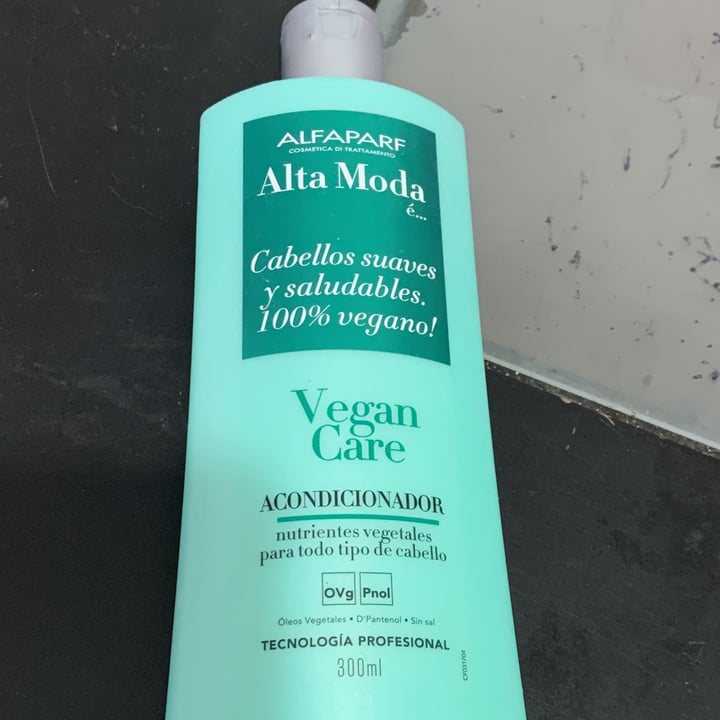 ALFAPARF
COSMETICA DI TRATTAMENTO
Alta Moda
é...
Cabellos suaves
y saludables.
100% vegano!
Vegan
Care
ACONDICIONADOR
nutrientes vegetales
para todo tipo de cabello
OVg Pnol
Óleos Vegetales • D'Pantenol • Sin sal
TECNOLOGÍA PROFESIONAL
300ml